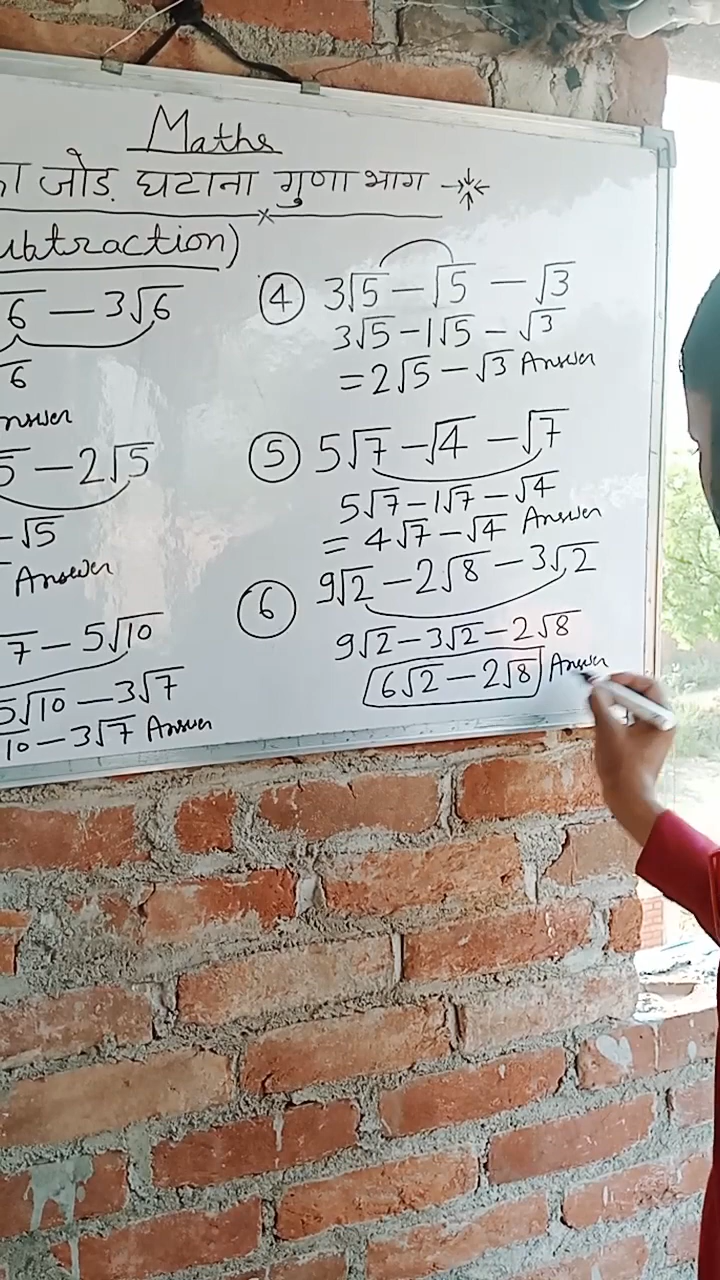 Maths
का जोड़ घटाना गुणा भाग
ubtraction)
√6 − 3√6
√6
nswer
5 − 2√5
−√5
Answer
7 − 5√10
5√10 − 3√7
10 − 3√7 Answer
④ 3√5 − √5 − √3
3√5 − 1√5 − √3
= 2√5 − √3 Answer
⑤ 5√7 − √4 − √7
5√7 − 1√7 − √4
= 4√7 − √4 Answer
⑥ 9√2 − 2√8 − 3√2
9√2 − 3√2 − 2√8
6√2 − 2√8 Answer